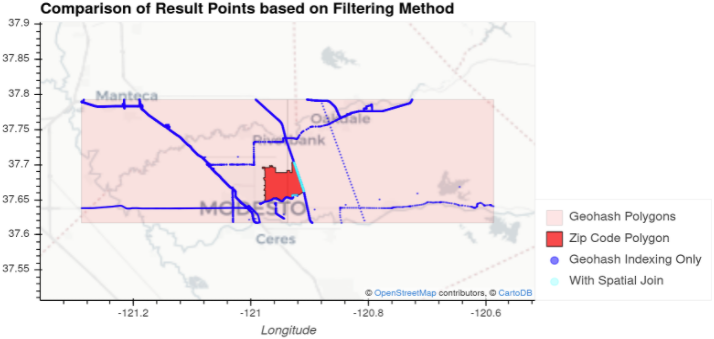 Comparison of Result Points based on Filtering Method
37.9
37.85
37.8
37.75
37.7
37.65
37.6
37.55
Manteca
Oakdale
Riverbank
MODESTO
Ceres
© OpenStreetMap contributors, © CartoDB
-121.2
-121
-120.8
-120.6
Longitude
Geohash Polygons
Zip Code Polygon
Geohash Indexing Only
With Spatial Join